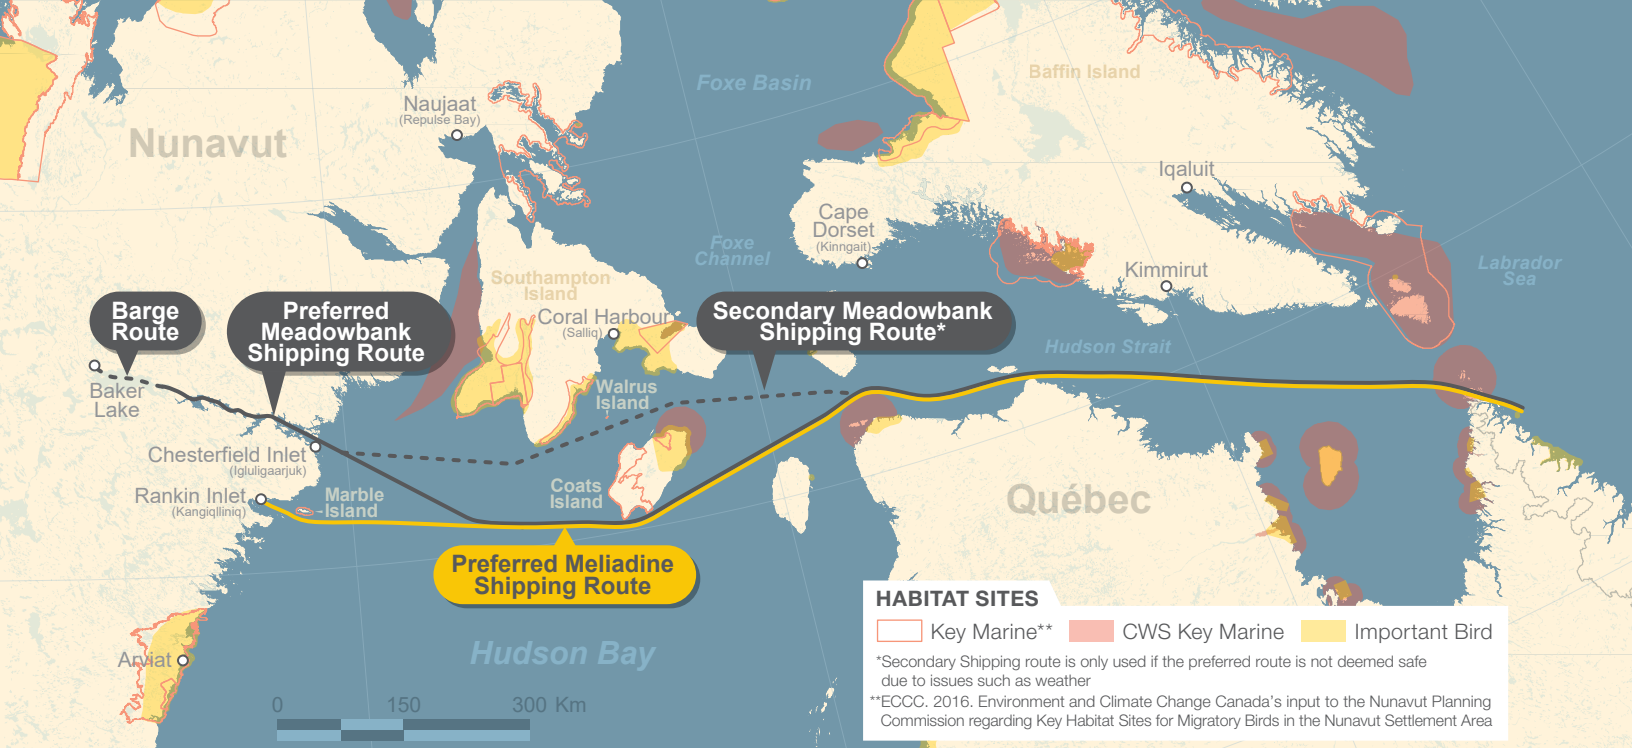 Foxe Basin
Baffin Island
Naujaat
(Repulse Bay)
Nunavut
Iqaluit
Cape
Dorset
(Kinngait)
Foxe
Channel
Kimmirut
Labrador
Sea
Southampton
Island
Coral Harbour
(Salliq)
Barge
Route
Preferred
Meadowbank
Shipping Route
Secondary Meadowbank
Shipping Route*
Hudson Strait
Baker
Lake
Walrus
Island
Chesterfield Inlet
(Igluligaarjuk)
Rankin Inlet
(Kangiqlliniq)
Marble
Island
Coats
Island
Québec
Preferred Meliadine
Shipping Route
Hudson Bay
Arviat
0 150 300 Km
HABITAT SITES
Key Marine** CWS Key Marine Important Bird
*Secondary Shipping route is only used if the preferred route is not deemed safe
due to issues such as weather
**ECCC. 2016. Environment and Climate Change Canada's input to the Nunavut Planning
Commission regarding Key Habitat Sites for Migratory Birds in the Nunavut Settlement Area